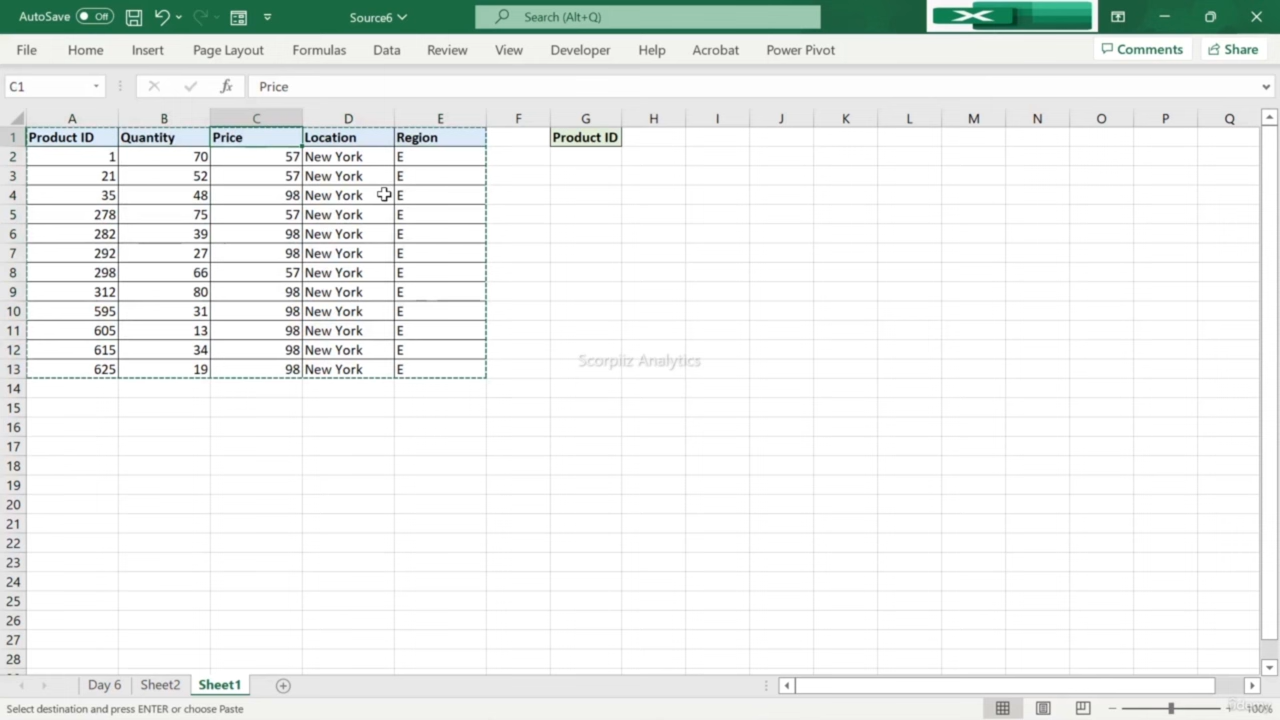 AutoSave Off Source6 Search (Alt+Q)
File Home Insert Page Layout Formulas Data Review View Developer Help Acrobat Power Pivot Comments Share
C1 fx Price
A B C D E F G H I J K L M N O P Q
1 Product ID Quantity Price Location Region Product ID
2 1 70 57 New York E
3 21 52 57 New York E
4 35 48 98 New York E
5 278 75 57 New York E
6 282 39 98 New York E
7 292 27 98 New York E
8 298 66 57 New York E
9 312 80 98 New York E
10 595 31 98 New York E
11 605 13 98 New York E
12 615 34 98 New York E
Scorpiiz Analytics
13 625 19 98 New York E
14
15
16
17
18
19
20
21
22
23
24
25
26
27
28
Day 6 Sheet2 Sheet1
Select destination and press ENTER or choose Paste 100%